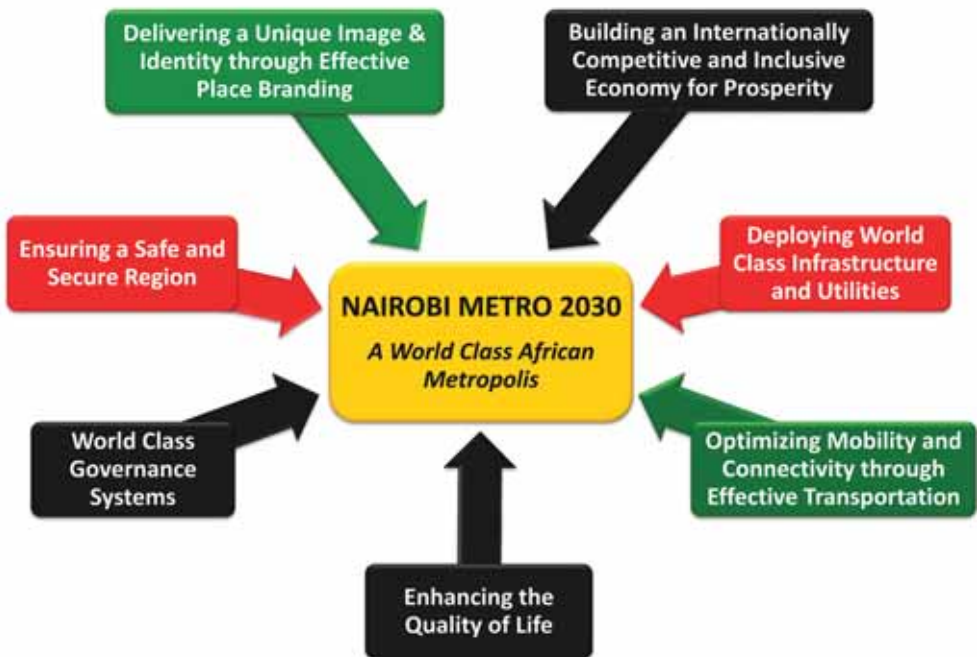 Delivering a Unique Image &
Identity through Effective
Place Branding
Building an Internationally
Competitive and Inclusive
Economy for Prosperity
Ensuring a Safe and
Secure Region
Deploying World
Class Infrastructure
and Utilities
NAIROBI METRO 2030
A World Class African
Metropolis
World Class
Governance
Systems
Optimizing Mobility and
Connectivity through
Effective Transportation
Enhancing the
Quality of Life